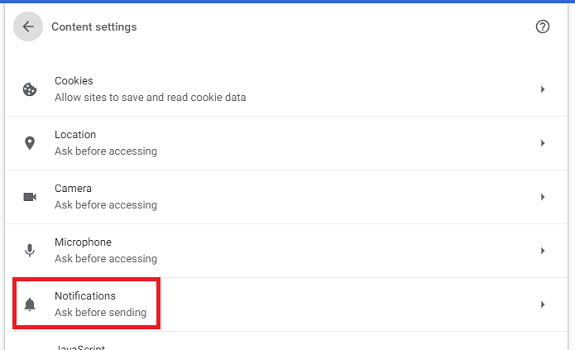 Content settings
Cookies
Allow sites to save and read cookie data
Location
Ask before accessing
Camera
Ask before accessing
Microphone
Ask before accessing
Notifications
Ask before sending
JavaScript